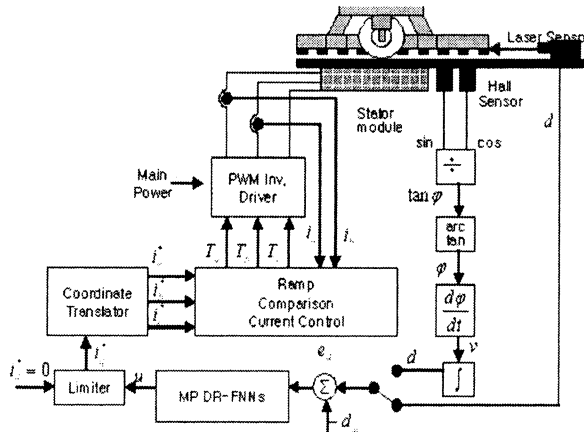 Laser Sensor
Hall
Sensor
Stator
module
d
sin
cos
÷
tan φ
Main
Power
PWM Inv.
Driver
arc
tan
φ
Coordinate
Translator
Ramp
Comparison
Current Control
dφ
dt
v
e
d
∫
= 0
Limiter
u
MP DR-FNNs
Σ
d